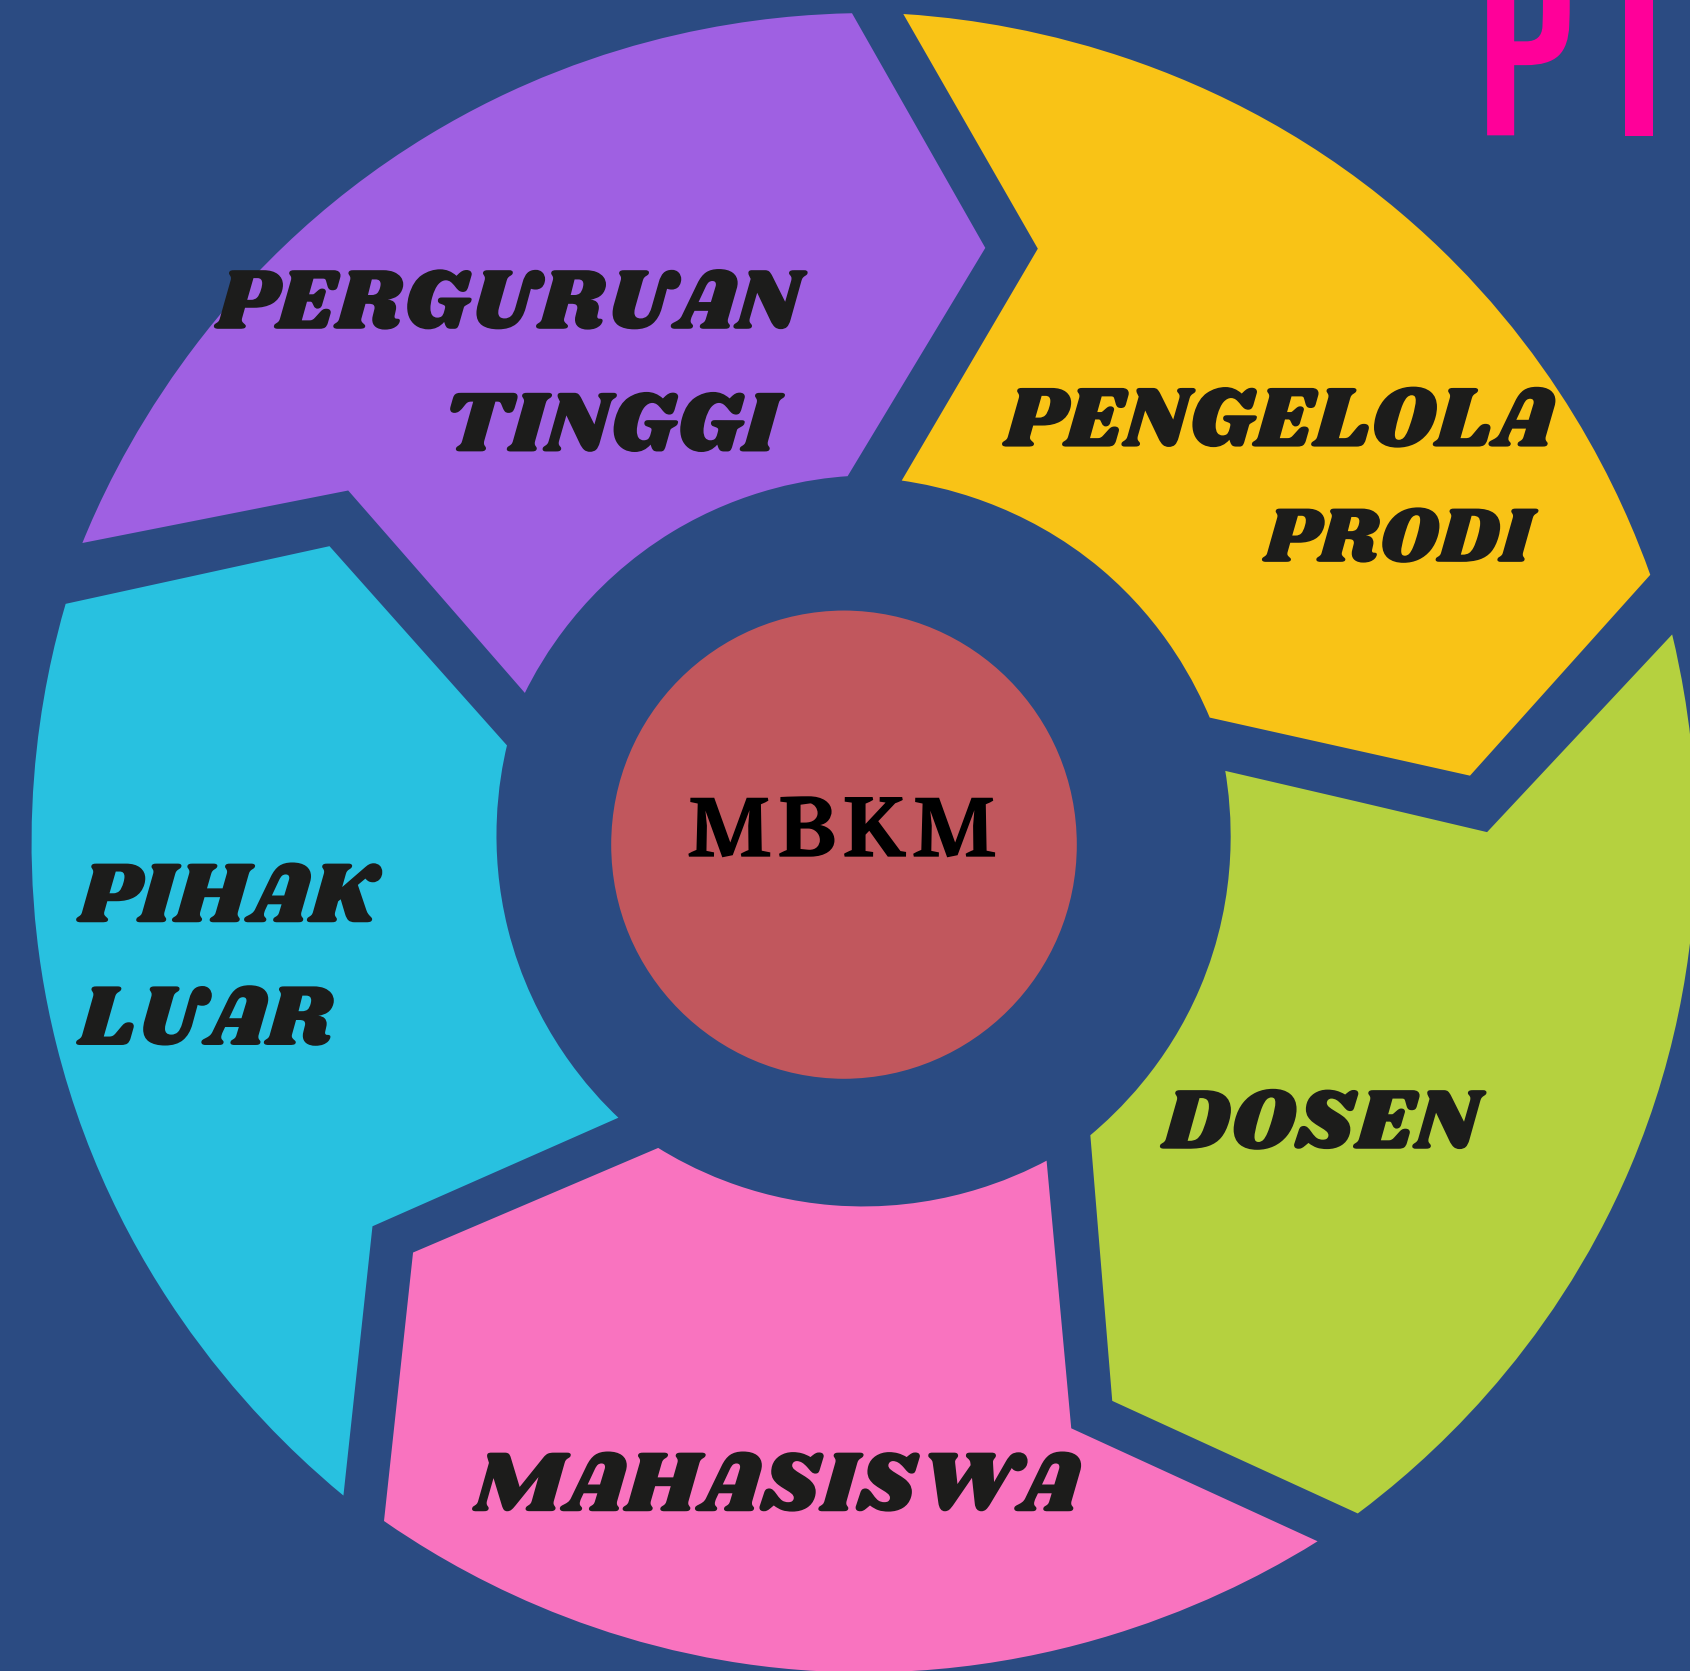 PERGURUAN
TINGGI
PENGELOLA
PRODI
MBKM
PIHAK
LUAR
DOSEN
MAHASISWA